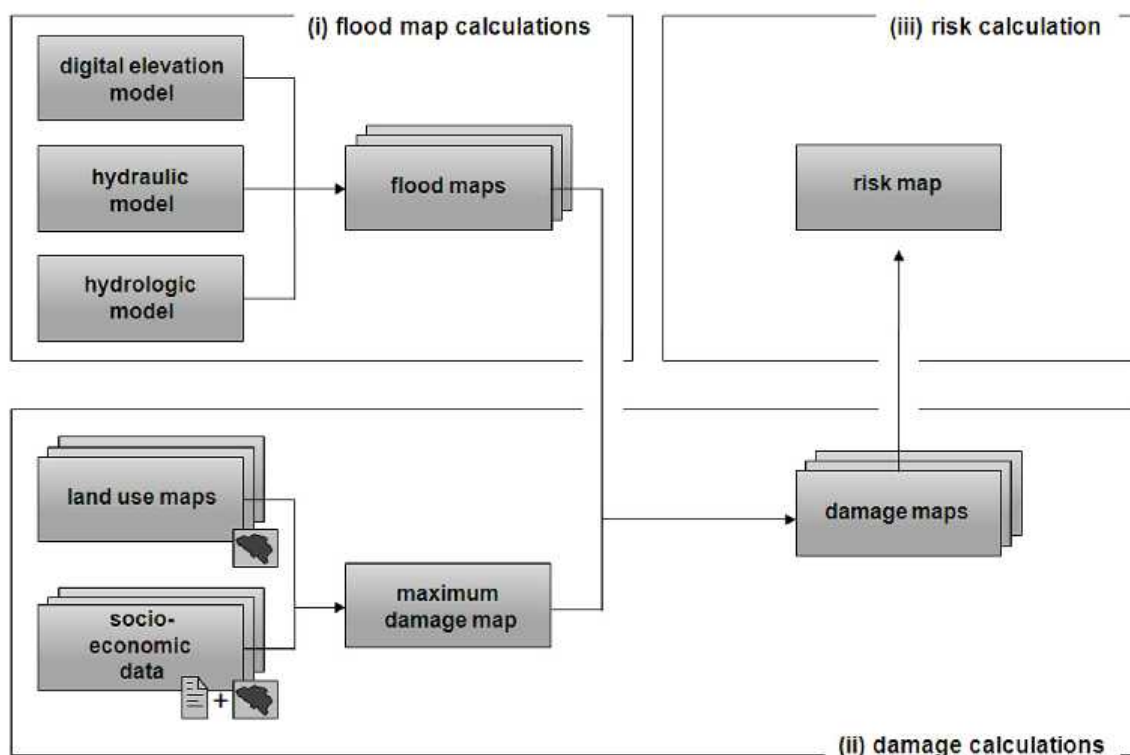 (i) flood map calculations
digital elevation
model
hydraulic
model
hydrologic
model
flood maps
(iii) risk calculation
risk map
land use maps
socio-
economic
data
+
maximum
damage map
damage maps
(ii) damage calculations